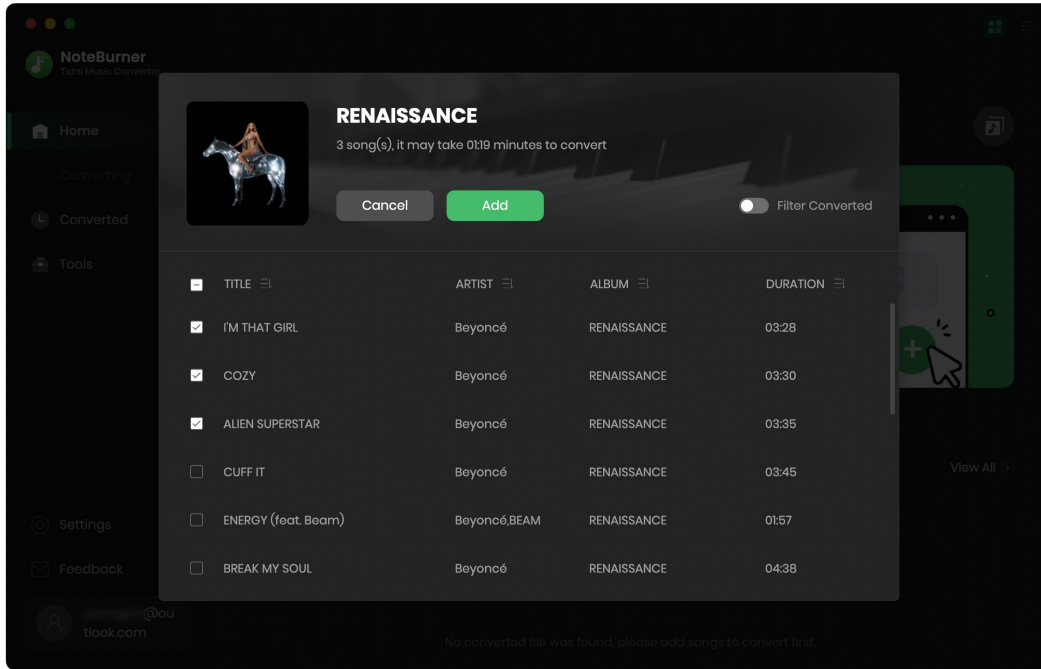 NoteBurner
Tidal Music Converter
Home
Converting
Converted
Tools
Settings
Feedback
@ou
tlook.com
RENAISSANCE
3 song(s), it may take 01:19 minutes to convert
Cancel
Add
Filter Converted
TITLE ARTIST ALBUM DURATION
I'M THAT GIRL Beyoncé RENAISSANCE 03:28
COZY Beyoncé RENAISSANCE 03:30
ALIEN SUPERSTAR Beyoncé RENAISSANCE 03:35
CUFF IT Beyoncé RENAISSANCE 03:45
ENERGY (feat. Beam) Beyoncé,BEAM RENAISSANCE 01:57
BREAK MY SOUL Beyoncé RENAISSANCE 04:38
View All
No converted file was found, please add songs to convert first.